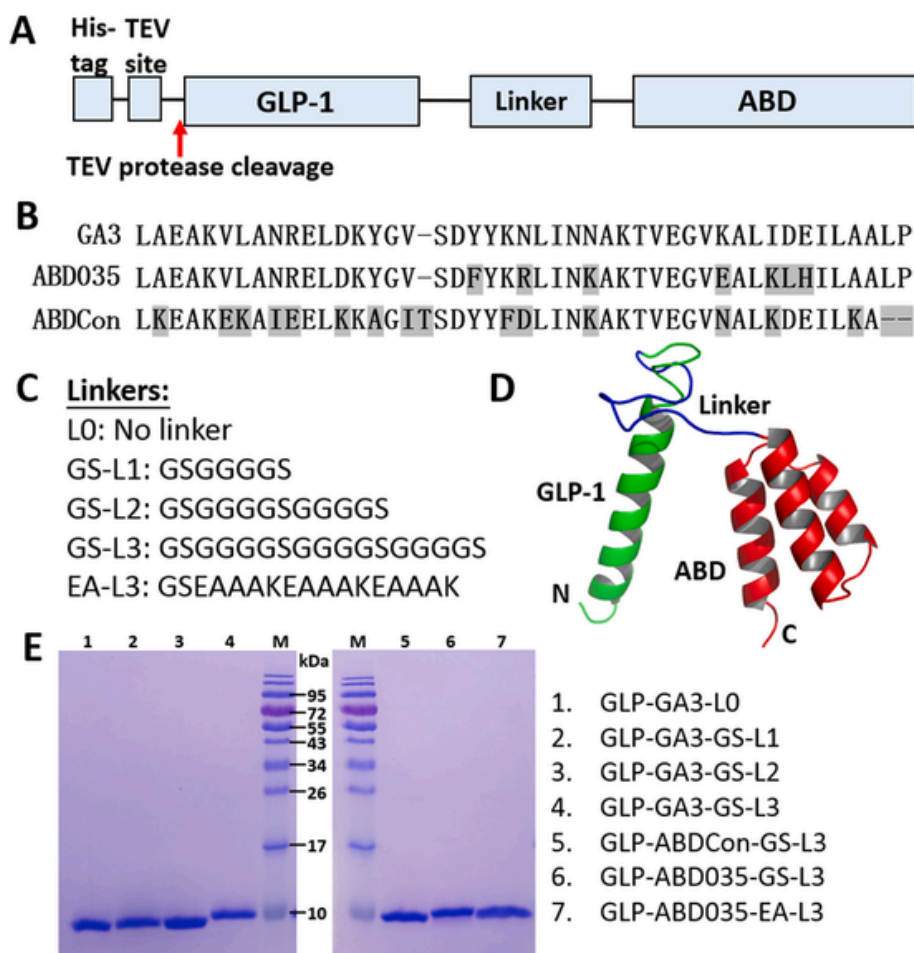 A
His- TEV
tag site
GLP-1 Linker ABD
TEV protease cleavage
B
GA3 LAEAKVLANRELDKYGV-SDYYKNLINNAKTVEGVKALIDEILAALP
ABD035 LAEAKVLANRELDKYGV-SDFYKRLINKAKTVEGVEALKLHILAALP
ABDCon LKEAKEKAIEELKKAGITSDYYFDLINKAKTVEGVNALKDEILKA--
C Linkers:
L0: No linker
GS-L1: GSGGGGS
GS-L2: GSGGGGSGGGGS
GS-L3: GSGGGGSGGGGSGGGGS
EA-L3: GSEAAAKEAAAKEAAAK
D
Linker
GLP-1
ABD
N
C
E
1 2 3 4 M M 5 6 7
kDa
95
72
55
43
34
26
17
10
1. GLP-GA3-L0
2. GLP-GA3-GS-L1
3. GLP-GA3-GS-L2
4. GLP-GA3-GS-L3
5. GLP-ABDCon-GS-L3
6. GLP-ABD035-GS-L3
7. GLP-ABD035-EA-L3